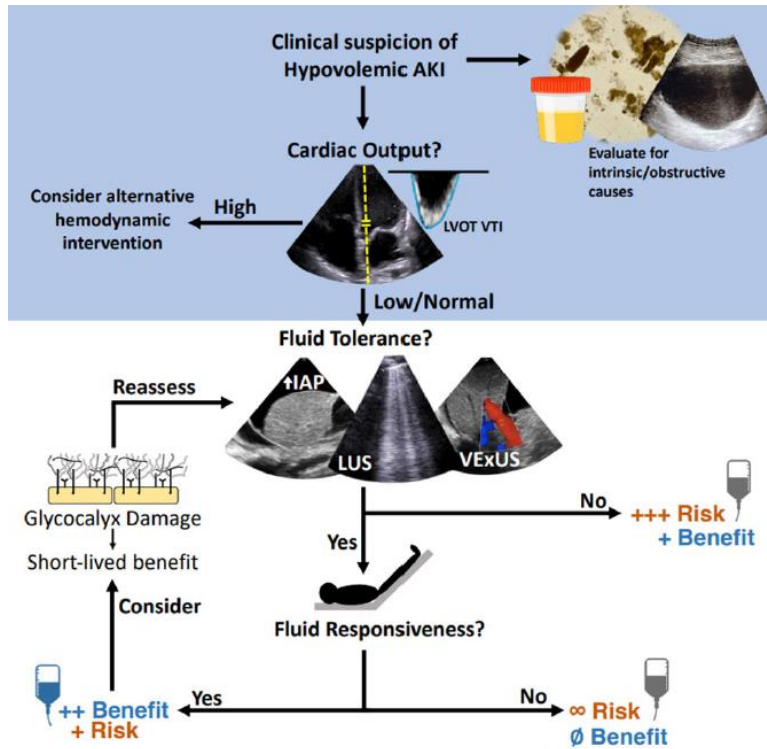 Clinical suspicion of
Hypovolemic AKI
Evaluate for
intrinsic/obstructive
causes
Cardiac Output?
LVOT VTI
High
Consider alternative
hemodynamic
intervention
Low/Normal
Fluid Tolerance?
↑IAP
LUS
VExUS
Reassess
Glycocalyx Damage
Short-lived benefit
Consider
No
+++ Risk
+ Benefit
Yes
Fluid Responsiveness?
Yes
++ Benefit
+ Risk
No
∞ Risk
Ø Benefit